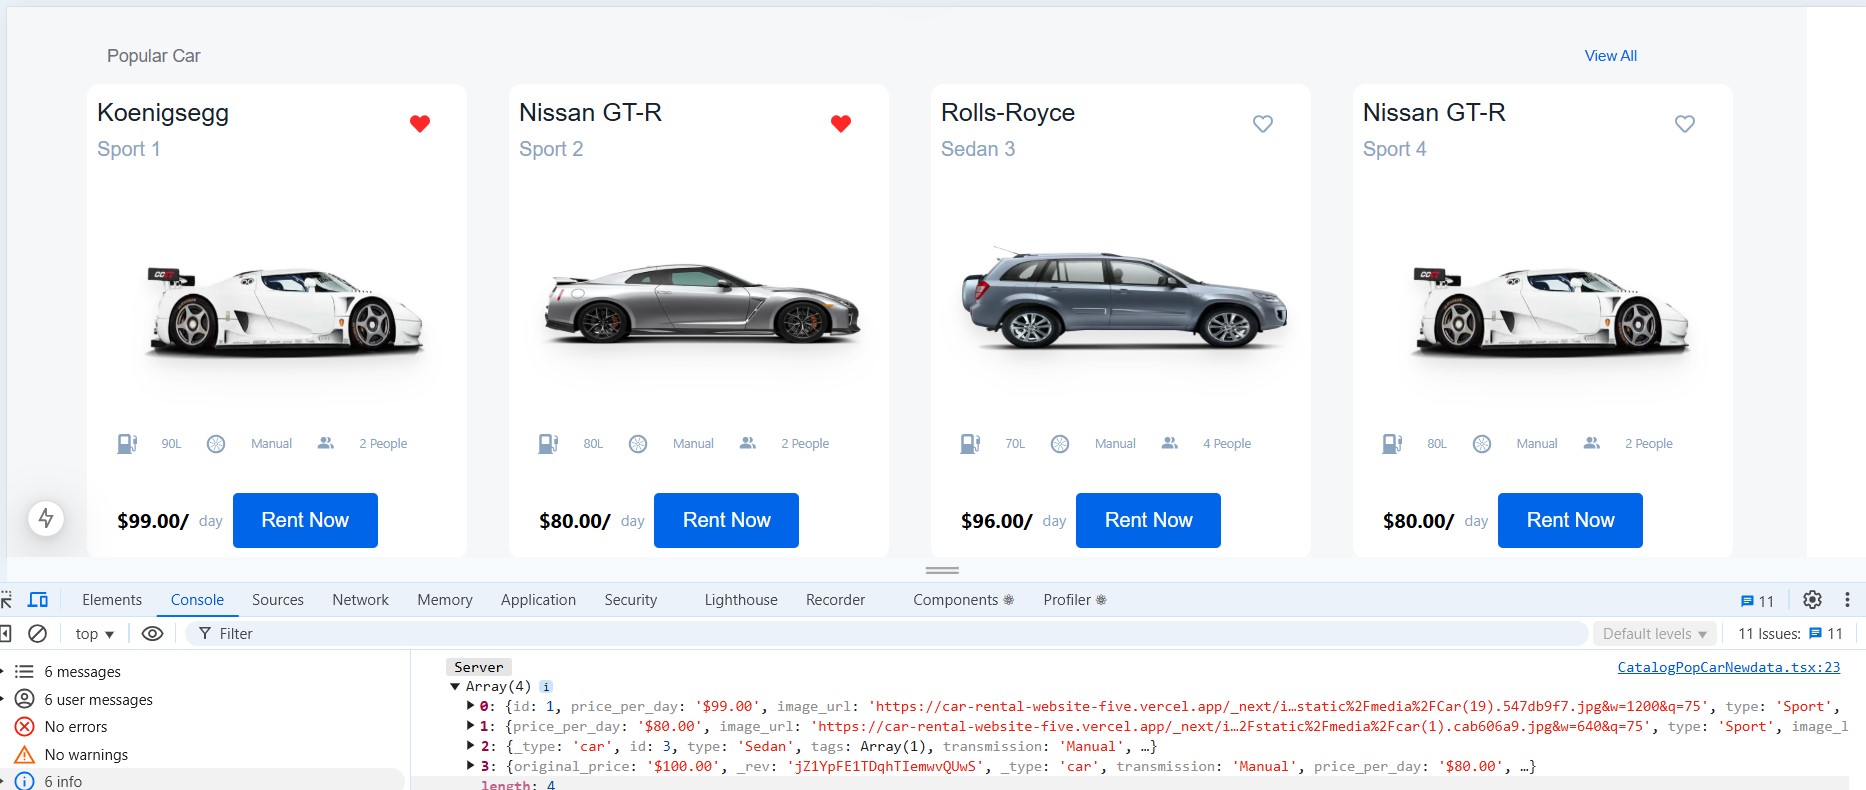 Popular Car View All
Koenigsegg Nissan GT-R Rolls-Royce Nissan GT-R
Sport 1 Sport 2 Sedan 3 Sport 4
90L Manual 2 People 80L Manual 2 People 70L Manual 4 People 80L Manual 2 People
$99.00/ day Rent Now $80.00/ day Rent Now $96.00/ day Rent Now $80.00/ day Rent Now
Elements Console Sources Network Memory Application Security Lighthouse Recorder Components Profiler 11
top Filter Default levels 11 Issues: 11
6 messages
6 user messages
No errors
No warnings
6 info
Server CatalogPopCarNewdata.tsx:23
Array(4) i
0: {id: 1, price_per_day: '$99.00', image_url: 'https://car-rental-website-five.vercel.app/_next/i…static%2Fmedia%2FCar(19).547db9f7.jpg&w=1200&q=75', type: 'Sport',
1: {price_per_day: '$80.00', image_url: 'https://car-rental-website-five.vercel.app/_next/i…2Fstatic%2Fmedia%2FCar(1).cab606a9.jpg&w=640&q=75', type: 'Sport', image_l
2: {_type: 'car', id: 3, type: 'Sedan', tags: Array(1), transmission: 'Manual', …}
3: {original_price: '$100.00', _rev: 'jZ1YpFE1TDqhTIemwvQUwS', _type: 'car', transmission: 'Manual', price_per_day: '$80.00', …}
length: 4